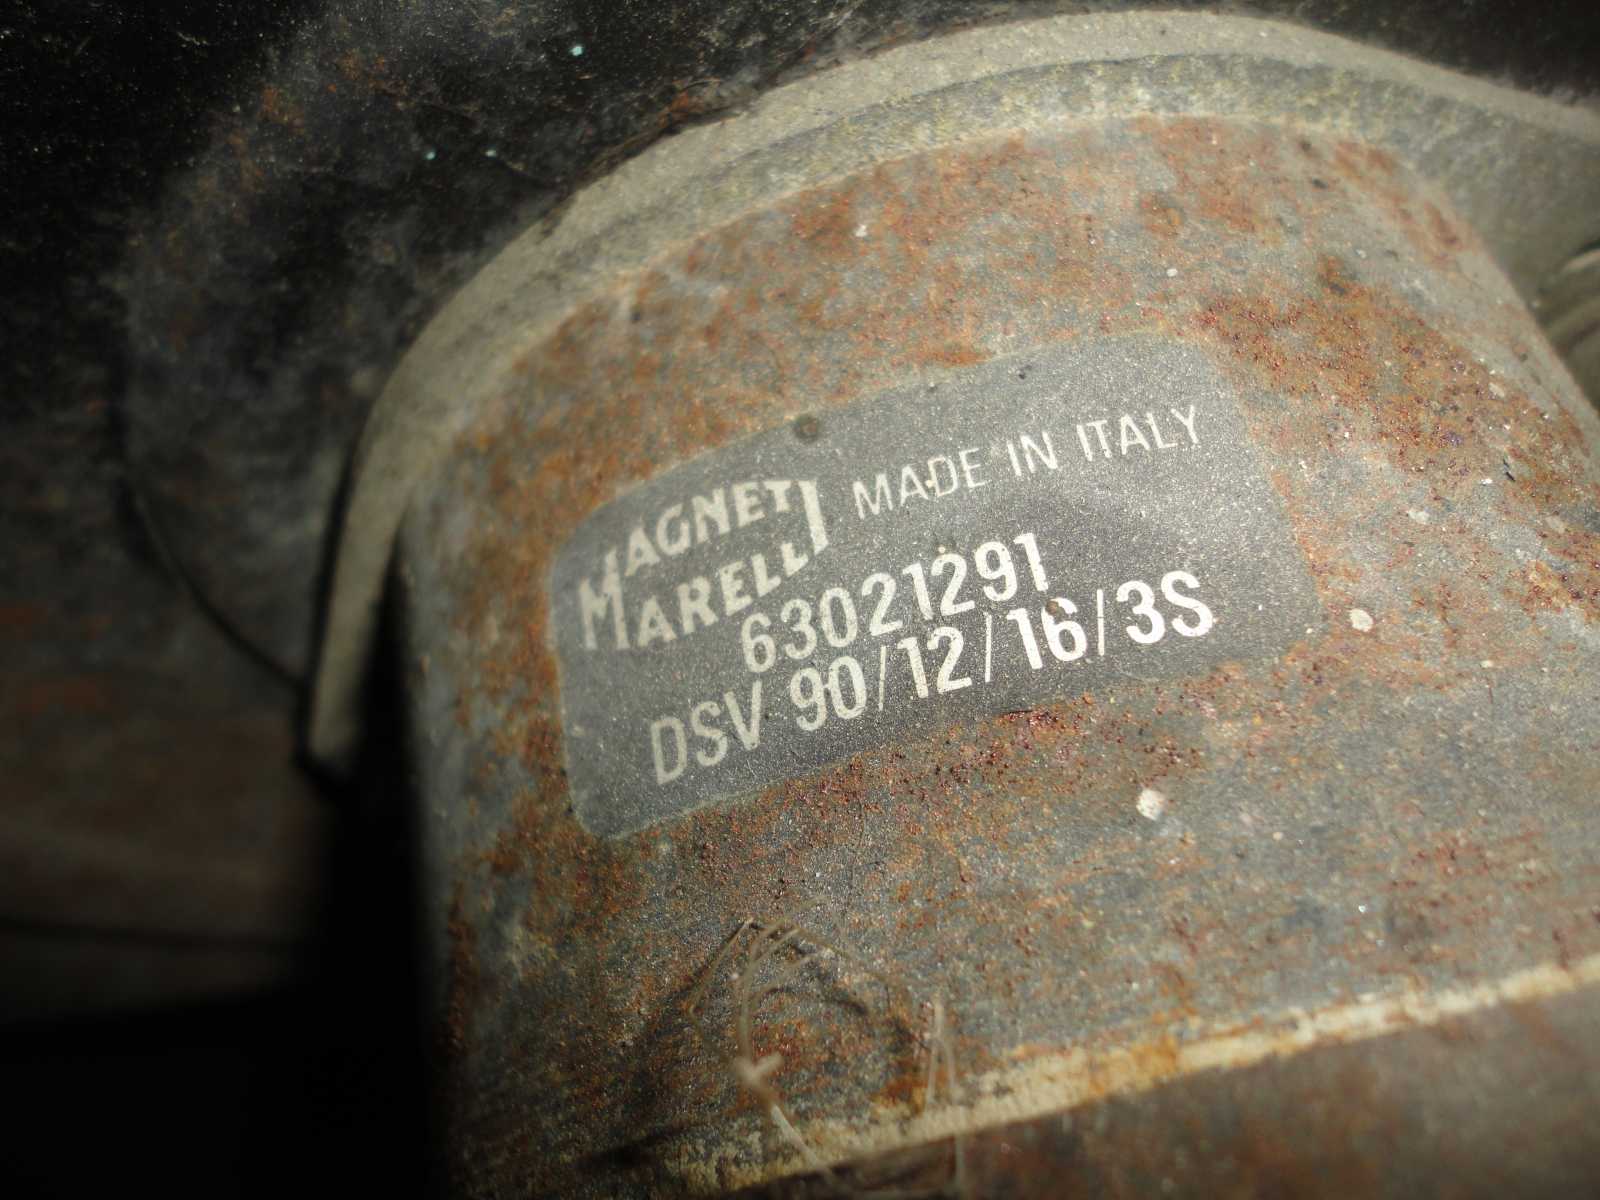 MAGNETI MARELLI MADE IN ITALY
63021291
DSV 90/12/16/3S